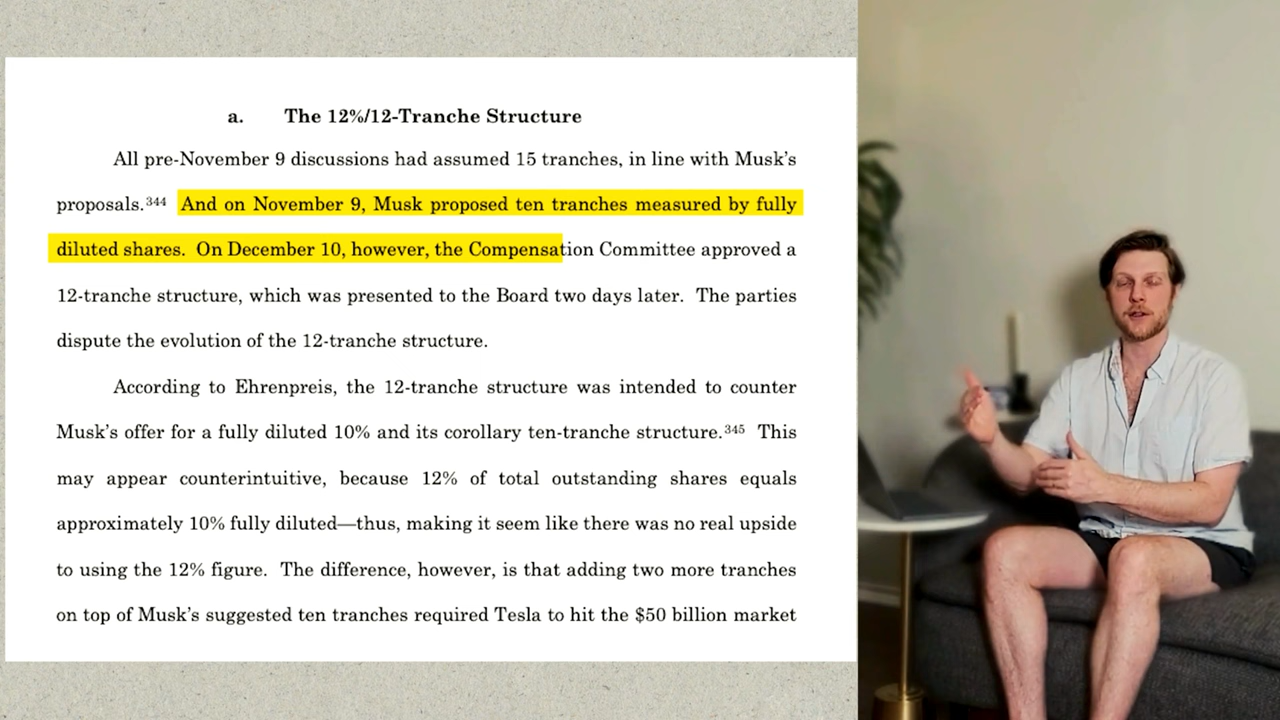 a. The 12%/12-Tranche Structure
All pre-November 9 discussions had assumed 15 tranches, in line with Musk’s
proposals.³⁴⁴ And on November 9, Musk proposed ten tranches measured by fully
diluted shares. On December 10, however, the Compensation Committee approved a
12-tranche structure, which was presented to the Board two days later. The parties
dispute the evolution of the 12-tranche structure.
According to Ehrenpreis, the 12-tranche structure was intended to counter
Musk’s offer for a fully diluted 10% and its corollary ten-tranche structure.³⁴⁵ This
may appear counterintuitive, because 12% of total outstanding shares equals
approximately 10% fully diluted—thus, making it seem like there was no real upside
to using the 12% figure. The difference, however, is that adding two more tranches
on top of Musk’s suggested ten tranches required Tesla to hit the $50 billion market